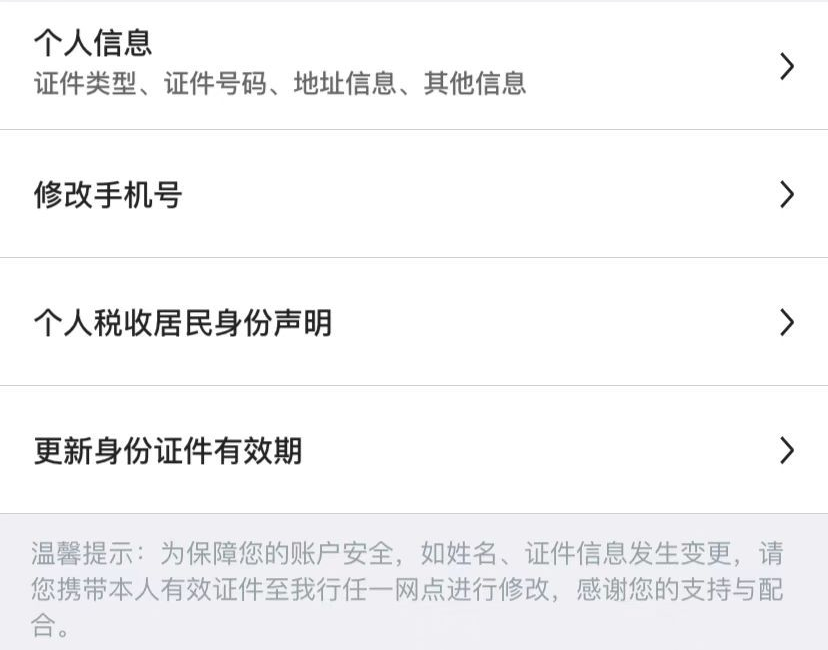 个人信息
证件类型、证件号码、地址信息、其他信息
修改手机号
个人税收居民身份声明
更新身份证件有效期
温馨提示：为保障您的账户安全，如姓名、证件信息发生变更，请
您携带本人有效证件至我行任一网点进行修改，感谢您的支持与配
合。